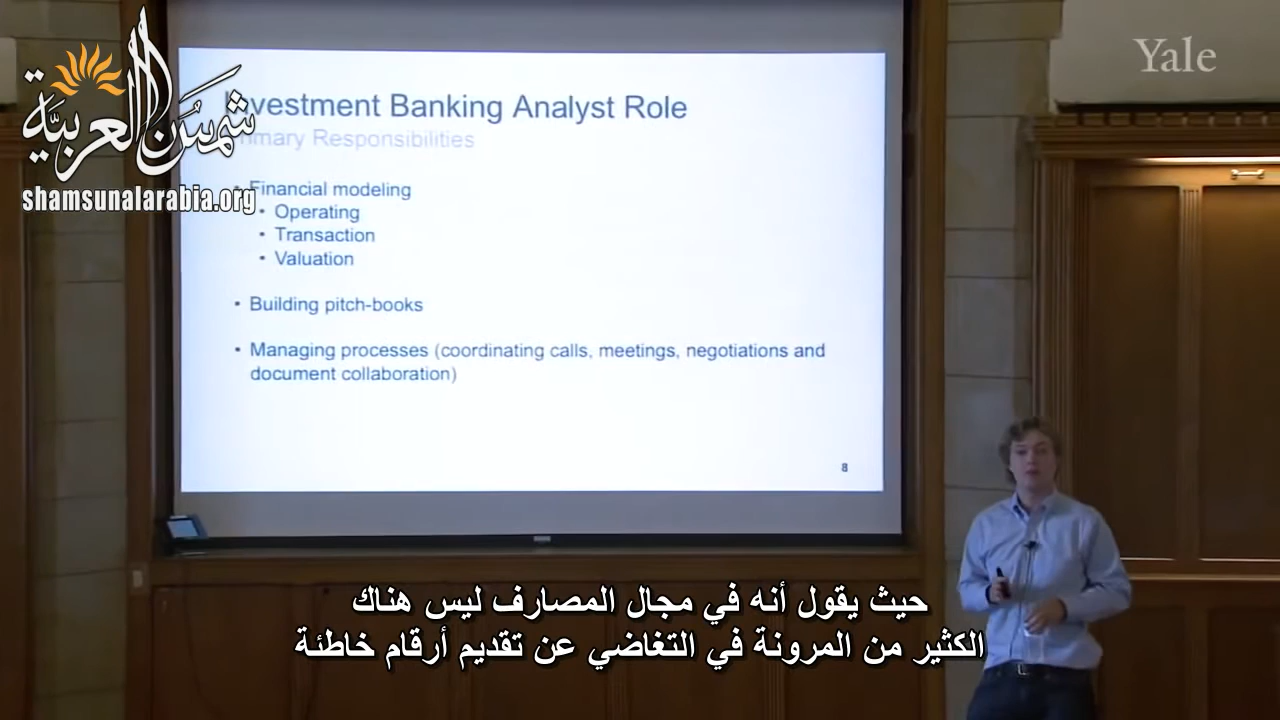 Yale
شمس العربية
shamsunalarabia.org
vestment Banking Analyst Role
mary Responsibilities
• Financial modeling
• Operating
• Transaction
• Valuation
• Building pitch-books
• Managing processes (coordinating calls, meetings, negotiations and
document collaboration)
8
حيث يقول أنه في مجال المصارف ليس هناك
الكثير من المرونة في التغاضي عن تقديم أرقام خاطئة